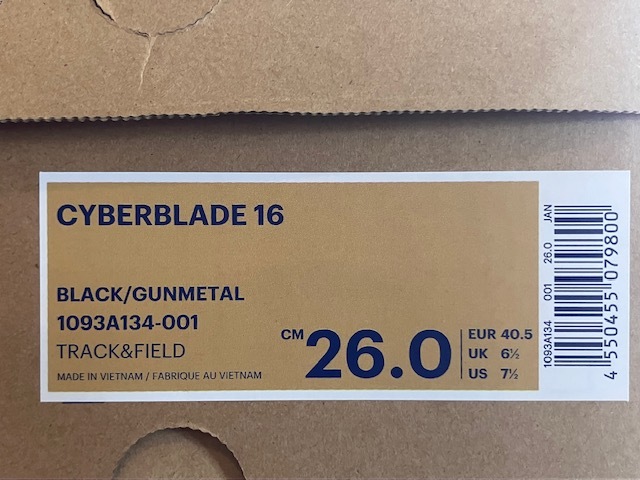 CYBERBLADE 16
BLACK/GUNMETAL
1093A134-001
TRACK&FIELD
MADE IN VIETNAM / FABRIQUE AU VIETNAM
CM 26.0
EUR 40.5
UK 6½
US 7½
1093A134 001 26.0 JAN
4 550455 079800